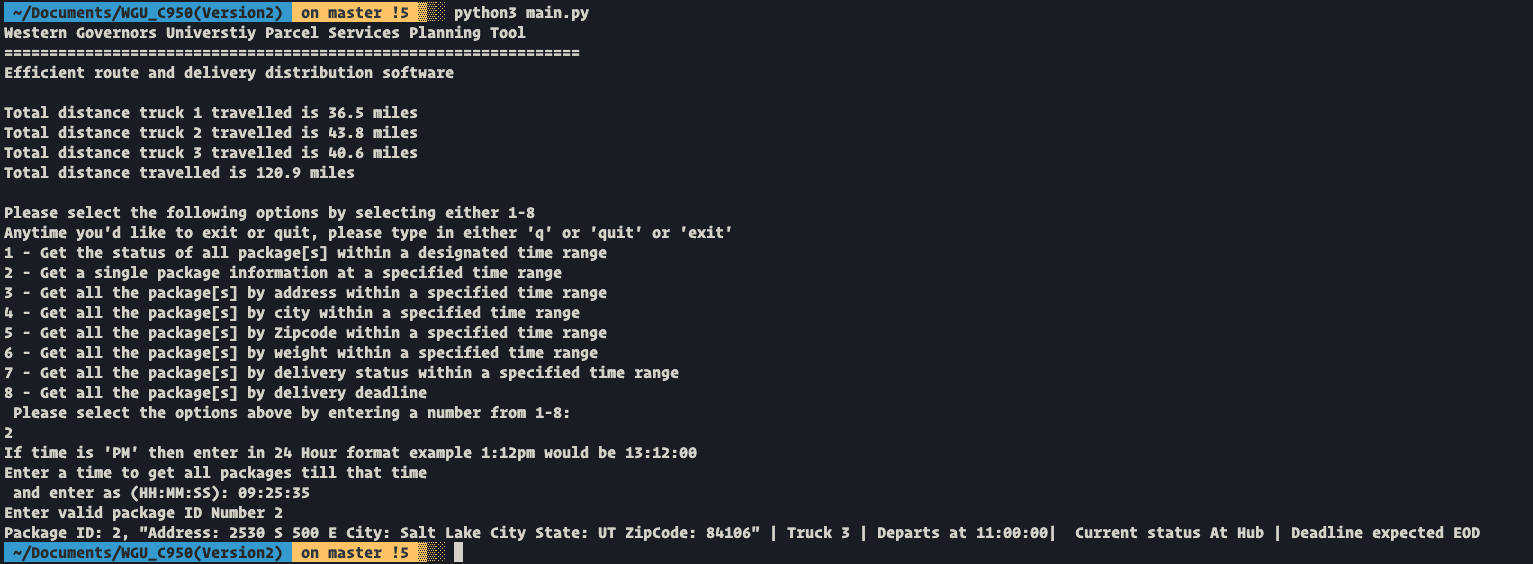 ~/Documents/WGU_C950(Version2) on master !5 python3 main.py
Western Governors Universtiy Parcel Services Planning Tool
================================================================
Efficient route and delivery distribution software
Total distance truck 1 travelled is 36.5 miles
Total distance truck 2 travelled is 43.8 miles
Total distance truck 3 travelled is 40.6 miles
Total distance travelled is 120.9 miles
Please select the following options by selecting either 1-8
Anytime you'd like to exit or quit, please type in either 'q' or 'quit' or 'exit'
1 - Get the status of all package[s] within a designated time range
2 - Get a single package information at a specified time range
3 - Get all the package[s] by address within a specified time range
4 - Get all the package[s] by city within a specified time range
5 - Get all the package[s] by Zipcode within a specified time range
6 - Get all the package[s] by weight within a specified time range
7 - Get all the package[s] by delivery status within a specified time range
8 - Get all the package[s] by delivery deadline
Please select the options above by entering a number from 1-8:
2
If time is 'PM' then enter in 24 Hour format example 1:12pm would be 13:12:00
Enter a time to get all packages till that time
and enter as (HH:MM:SS): 09:25:35
Enter valid package ID Number 2
Package ID: 2, "Address: 2530 S 500 E City: Salt Lake City State: UT ZipCode: 84106" | Truck 3 | Departs at 11:00:00|  Current status At Hub | Deadline expected EOD
~/Documents/WGU_C950(Version2) on master !5